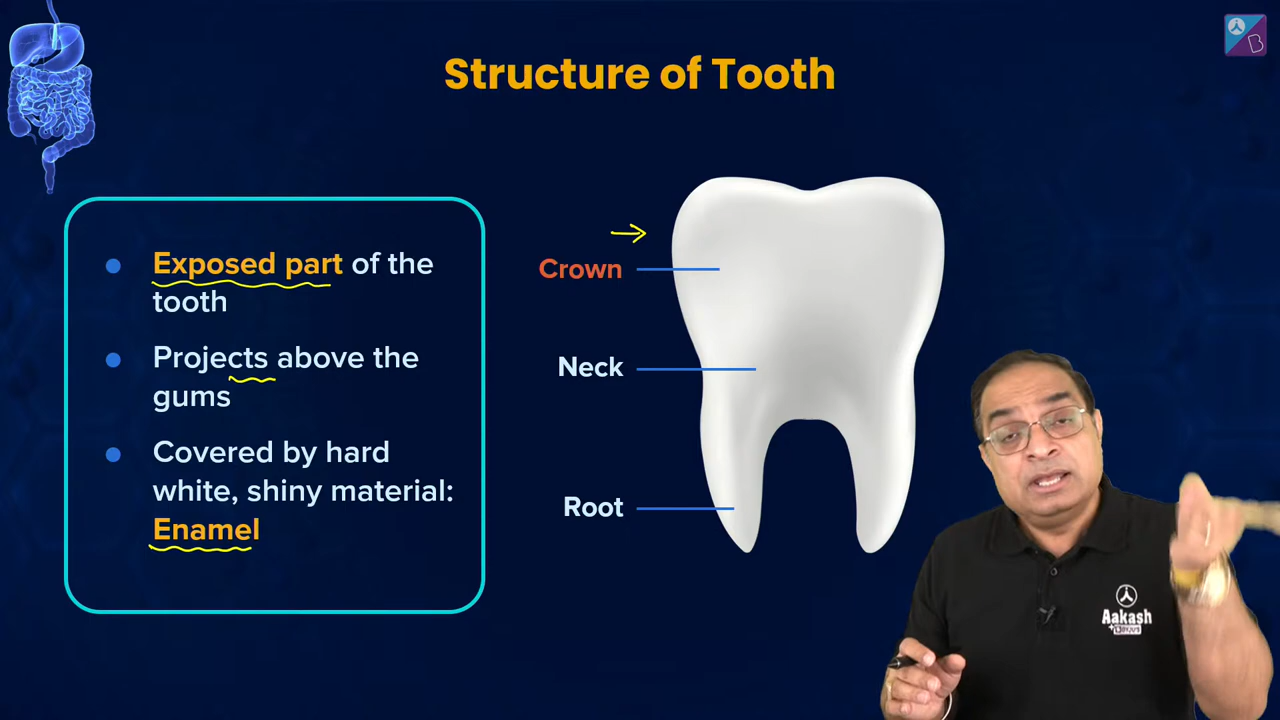 Structure of Tooth
Exposed part of the
tooth
Projects above the
gums
Covered by hard
white, shiny material:
Enamel
Crown
Neck
Root
Aakash
+BYJU'S
B